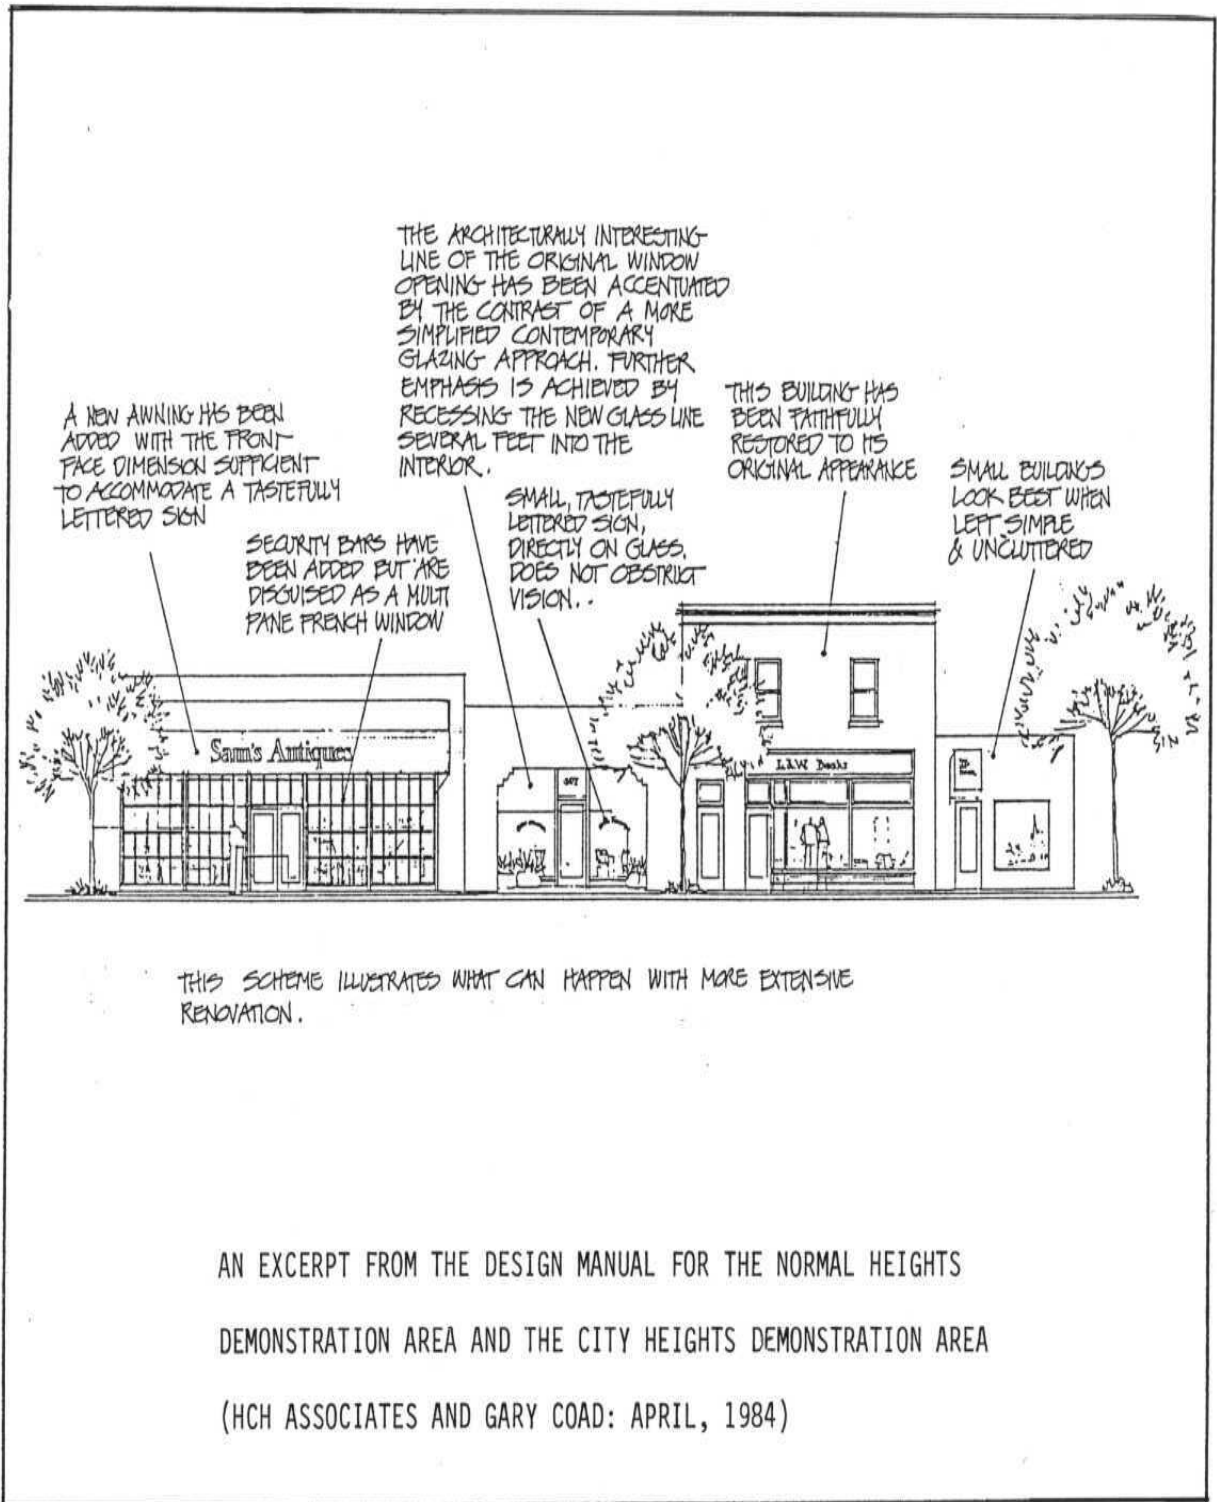 THE ARCHITECTURALLY INTERESTING
LINE OF THE ORIGINAL WINDOW
OPENING HAS BEEN ACCENTUATED
BY THE CONTRAST OF A MORE
SIMPLIFIED CONTEMPORARY
GLAZING APPROACH. FURTHER
EMPHASIS IS ACHIEVED BY
RECESSING THE NEW GLASS LINE
SEVERAL FEET INTO THE
INTERIOR.
A NEW AWNING HAS BEEN
ADDED WITH THE FRONT
FACE DIMENSION SUFFICIENT
TO ACCOMMODATE A TASTEFULLY
LETTERED SIGN
SECURITY BARS HAVE
BEEN ADDED BUT ARE
DISGUISED AS A MULTI
PANE FRENCH WINDOW
SMALL, TASTEFULLY
LETTERED SIGN,
DIRECTLY ON GLASS.
DOES NOT OBSTRUCT
VISION..
THIS BUILDING HAS
BEEN FAITHFULLY
RESTORED TO ITS
ORIGINAL APPEARANCE
SMALL BUILDINGS
LOOK BEST WHEN
LEFT SIMPLE
& UNCLUTTERED
Sam's Antiques
L&W Books
THIS SCHEME ILLUSTRATES WHAT CAN HAPPEN WITH MORE EXTENSIVE
RENOVATION.
AN EXCERPT FROM THE DESIGN MANUAL FOR THE NORMAL HEIGHTS
DEMONSTRATION AREA AND THE CITY HEIGHTS DEMONSTRATION AREA
(HCH ASSOCIATES AND GARY COAD: APRIL, 1984)